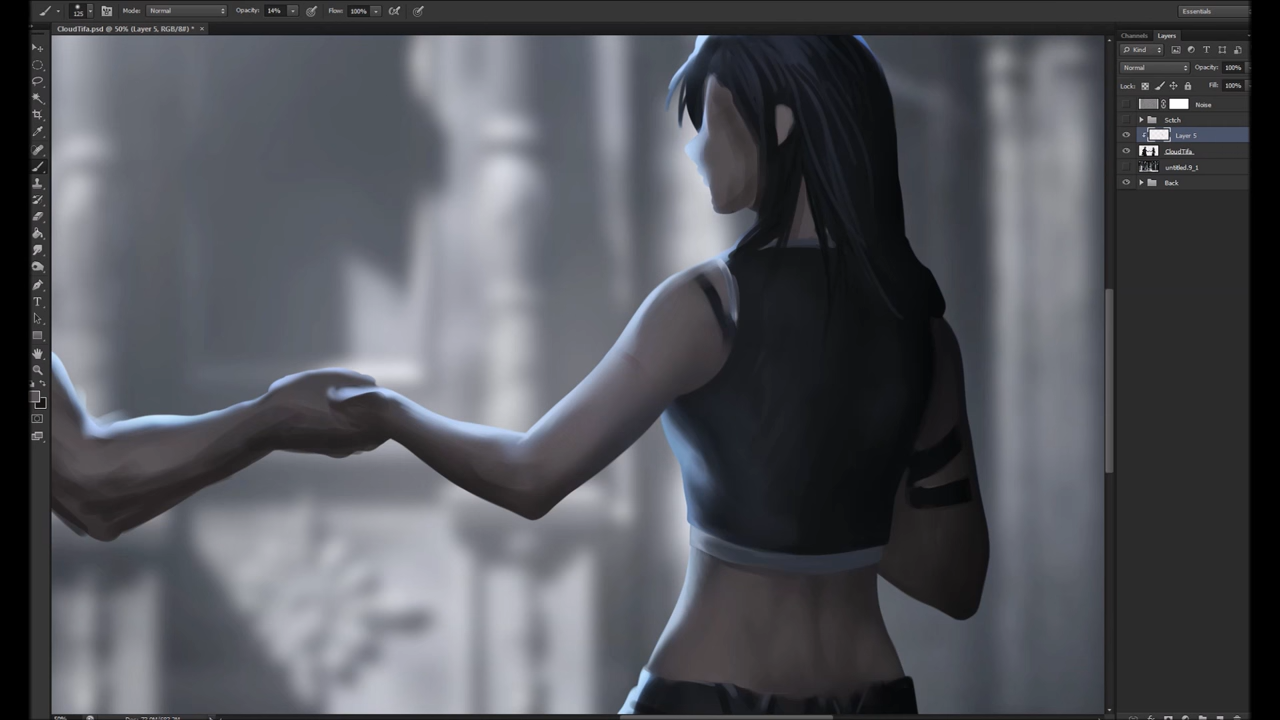 125 Mode: Normal Opacity: 14% Flow: 100% Essentials
CloudTifa.psd @ 50% (Layer 5, RGB/8#) * ×
Channels Layers
Kind
Normal Opacity: 100%
Lock: Fill: 100%
Noise
Sctch
Layer 5
CloudTifa
untitled.9_1
Back